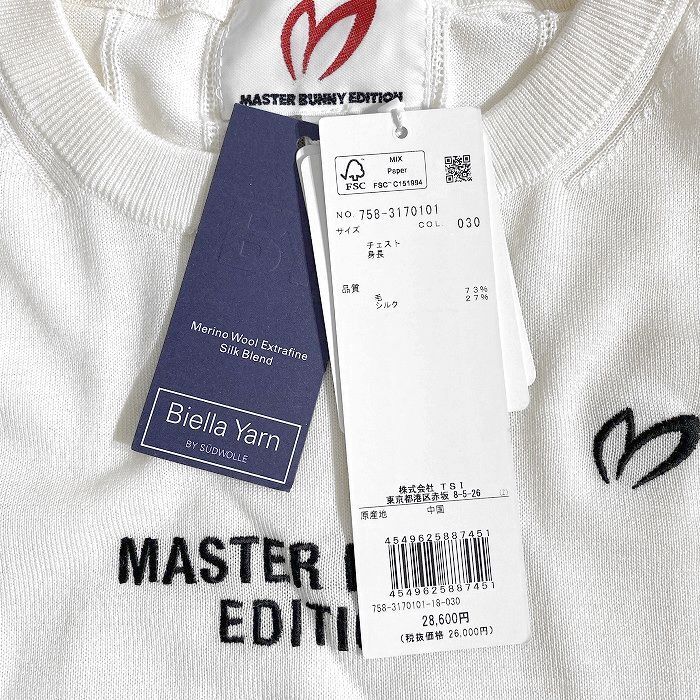 MASTER BUNNY EDITION
Merino Wool Extrafine
Silk Blend
Biella Yarn
BY SÜDWOLLE
FSC
MIX
Paper
FSC™ C151994
NO. 758-3170101
サイズ COL. 030
チェスト
身長
品質
毛 73%
シルク 27%
株式会社 TSI
東京都港区赤坂 8-5-26
原産地 中国
4549625887451
4549625887451
758-3170101-18-030
28,600円
(税抜価格 26,000円)
MASTER
EDITI